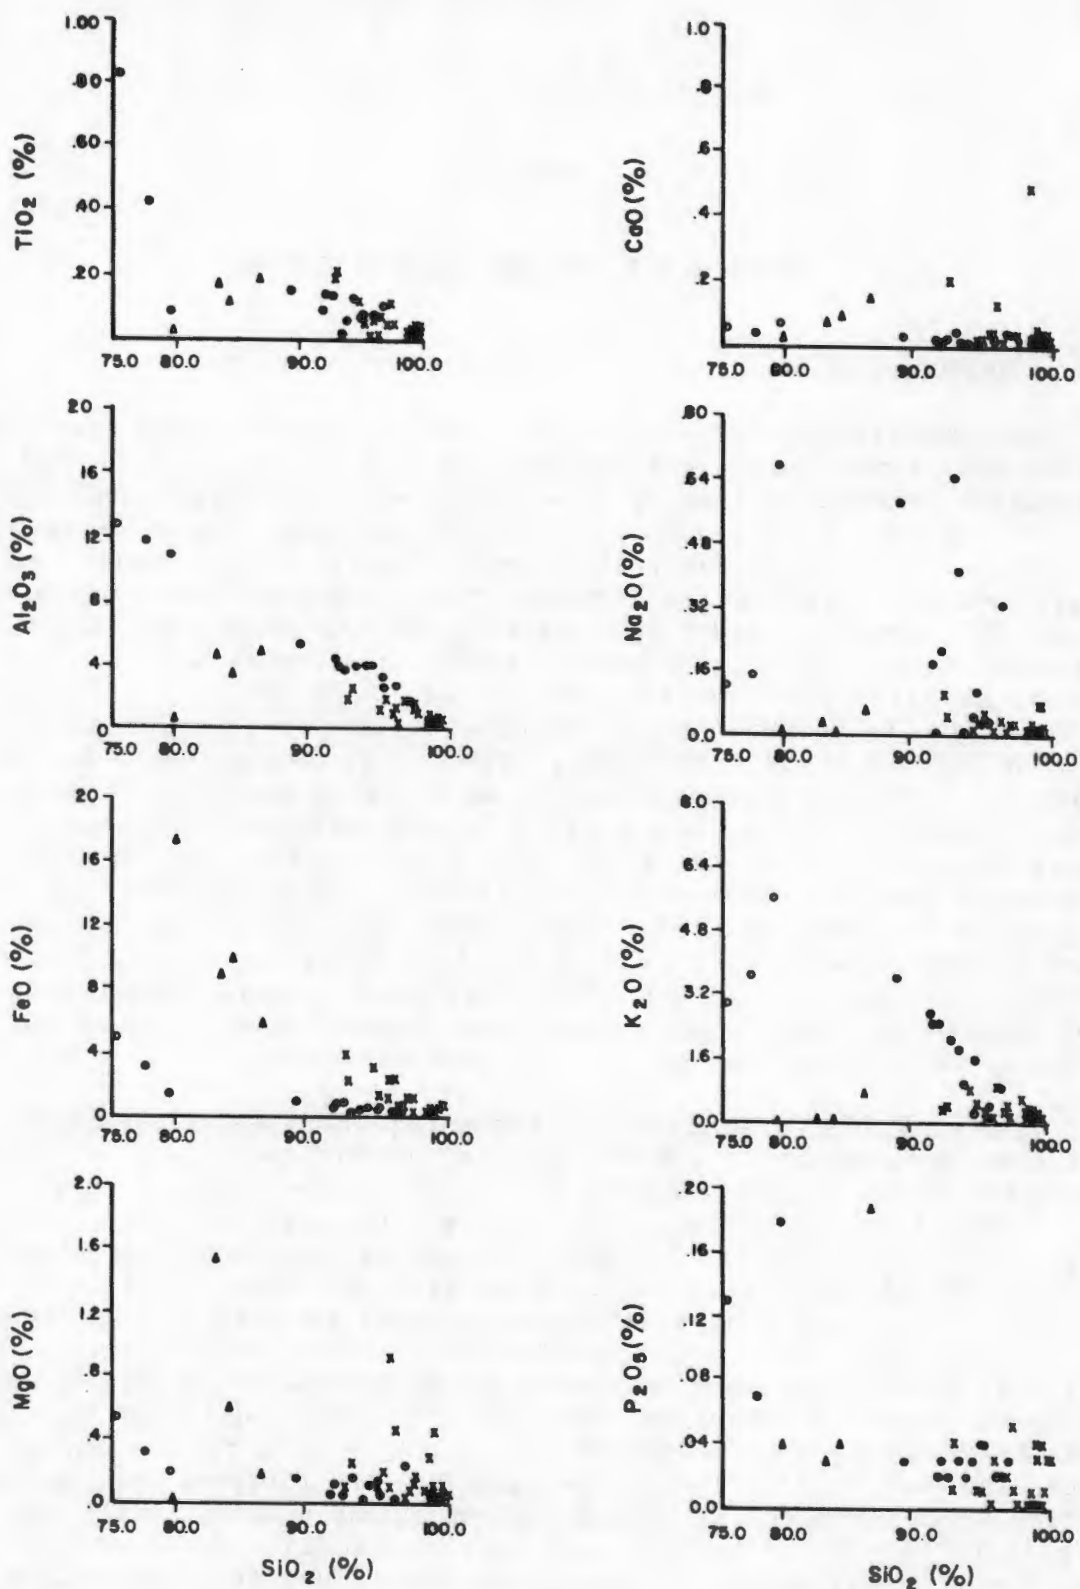 TiO₂ (%)
1.00
.80
.60
.40
.20
75.0 80.0 90.0 100.0
CaO (%)
1.0
.8
.6
.4
.2
75.0 80.0 90.0 100.0
Al₂O₃ (%)
20
16
12
8
4
0
75.0 80.0 90.0 100.0
Na₂O (%)
.80
.64
.48
.32
.16
0.0
75.0 80.0 90.0 100.0
FeO (%)
20
16
12
8
4
0
75.0 80.0 90.0 100.0
K₂O (%)
8.0
6.4
4.8
3.2
1.6
0.0
75.0 80.0 90.0 100.0
MgO (%)
2.0
1.6
1.2
.8
.4
.0
75.0 80.0 90.0 100.0
SiO₂ (%)
P₂O₅ (%)
.20
.16
.12
.08
.04
0.0
75.0 80.0 90.0 100.0
SiO₂ (%)